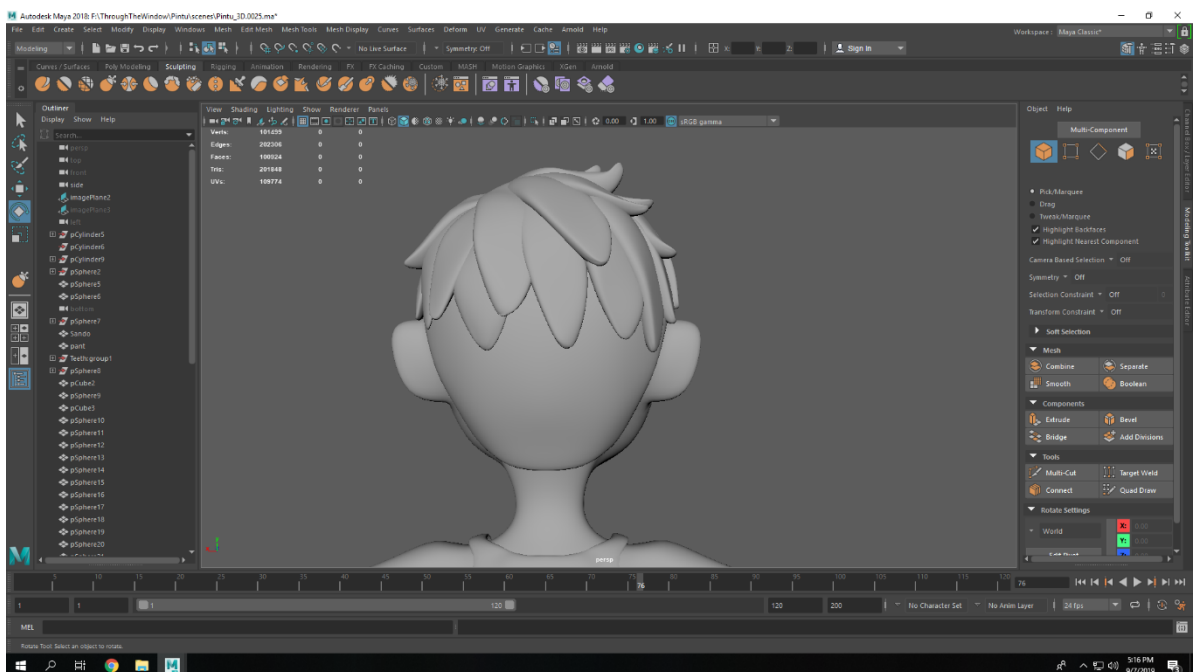 Autodesk Maya 2018: F:\ThroughTheWindow\Pintu\scenes\Pintu_3D.0025.ma*
File Edit Create Select Modify Display Windows Mesh Edit Mesh Mesh Tools Mesh Display Curves Surfaces Deform UV Generate Cache Arnold Help
Workspace: Maya Classic*
Modeling No Live Surface Symmetry: Off X: Y: Z: Sign In
Curves / Surfaces Poly Modeling Sculpting Rigging Animation Rendering FX FX Caching Custom MASH Motion Graphics XGen Arnold
Outliner
Display Show Help
Search...
persp
top
front
side
imagePlane2
imagePlane3
left
pCylinder5
pCylinder6
pCylinder9
pSphere2
pSphere5
pSphere6
bottom
pSphere7
Sando
pant
Teeth:group1
pSphere8
pCube2
pSphere9
pCube3
pSphere10
pSphere11
pSphere12
pSphere13
pSphere14
pSphere15
pSphere16
pSphere17
pSphere18
pSphere19
pSphere20
View Shading Lighting Show Renderer Panels
0.00 1.00 sRGB gamma
Verts: 101499 0 0
Edges: 202306 0 0
Faces: 100924 0 0
Tris: 201848 0 0
UVs: 109774 0 0
persp
Object Help
Multi-Component
Pick/Marquee
Drag
Tweak/Marquee
Highlight Backfaces
Highlight Nearest Component
Camera Based Selection Off
Symmetry Off
Selection Constraint Off
Transform Constraint Off
Soft Selection
Mesh
Combine Separate
Smooth Boolean
Components
Extrude Bevel
Bridge Add Divisions
Tools
Multi-Cut Target Weld
Connect Quad Draw
Rotate Settings
World X: 0.00
Y: 0.00
Edit Pivot Z:
Channel Box / Layer Editor
Modeling Toolkit
Attribute Editor
5 10 15 20 25 30 35 40 45 50 55 60 65 70 75 76 80 85 90 95 100 105 110 115 120 76
1 1 1 120 120 200 No Character Set No Anim Layer 24 fps
MEL
Rotate Tool: Select an object to rotate.
5:16 PM
9/7/2019